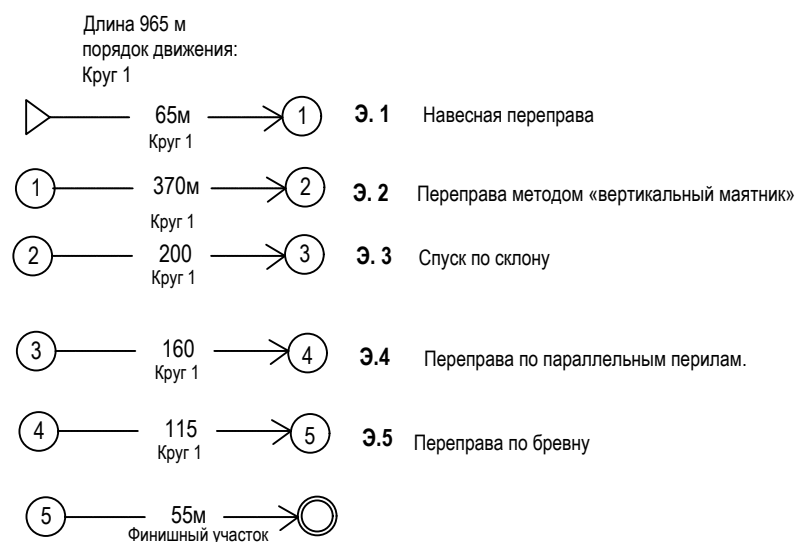 Длина 965 м
порядок движения:
Круг 1
65м 1 Э. 1 Навесная переправа
Круг 1
1 370м 2 Э. 2 Переправа методом «вертикальный маятник»
Круг 1
2 200 3 Э. 3 Спуск по склону
Круг 1
3 160 4 Э.4 Переправа по параллельным перилам.
Круг 1
4 115 5 Э.5 Переправа по бревну
Круг 1
5 55м
Финишный участок